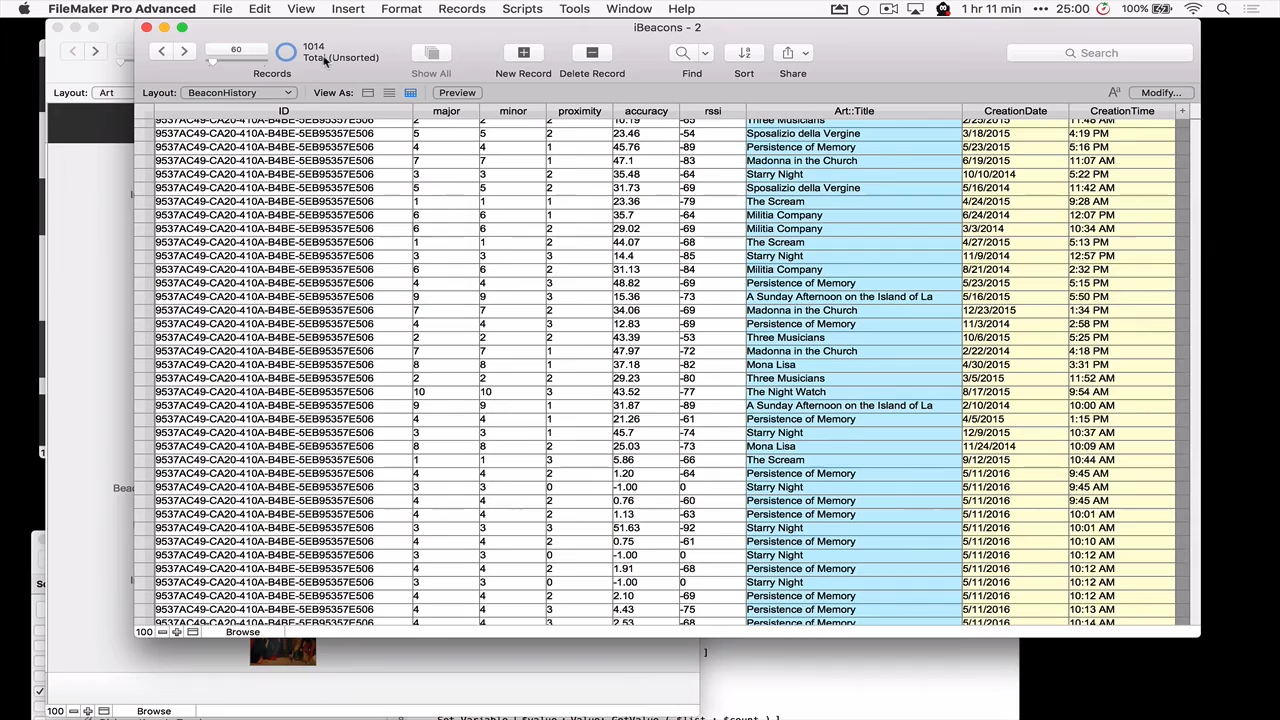 FileMaker Pro Advanced File Edit View Insert Format Records Scripts Tools Window Help 1 hr 11 min 25:00 100%
iBeacons - 2
60 1014 Total (Unsorted) Show All New Record Delete Record Find Sort Share Search
Records
Layout: Art
Layout: BeaconHistory View As: Preview Modify...
ID major minor proximity accuracy rssi Art::Title CreationDate CreationTime +
9537AC49-CA20-410A-B4BE-5EB95357E506 2 2 2 10.19 -65 Three Musicians 2/25/2015 11:48 AM
9537AC49-CA20-410A-B4BE-5EB95357E506 5 5 2 23.46 -54 Sposalizio della Vergine 3/18/2015 4:19 PM
9537AC49-CA20-410A-B4BE-5EB95357E506 4 4 1 45.76 -89 Persistence of Memory 5/23/2015 5:16 PM
9537AC49-CA20-410A-B4BE-5EB95357E506 7 7 1 47.1 -83 Madonna in the Church 6/19/2015 11:07 AM
9537AC49-CA20-410A-B4BE-5EB95357E506 3 3 2 35.48 -64 Starry Night 10/10/2014 5:22 PM
9537AC49-CA20-410A-B4BE-5EB95357E506 5 5 2 31.73 -69 Sposalizio della Vergine 5/16/2014 11:42 AM
9537AC49-CA20-410A-B4BE-5EB95357E506 1 1 1 23.36 -79 The Scream 4/24/2015 9:28 AM
9537AC49-CA20-410A-B4BE-5EB95357E506 6 6 1 35.7 -64 Militia Company 6/24/2014 12:07 PM
9537AC49-CA20-410A-B4BE-5EB95357E506 6 6 2 29.02 -69 Militia Company 3/3/2014 10:34 AM
9537AC49-CA20-410A-B4BE-5EB95357E506 1 1 2 44.07 -68 The Scream 4/27/2015 5:13 PM
9537AC49-CA20-410A-B4BE-5EB95357E506 3 3 3 14.4 -85 Starry Night 11/9/2014 12:57 PM
9537AC49-CA20-410A-B4BE-5EB95357E506 6 6 2 31.13 -84 Militia Company 8/21/2014 2:32 PM
9537AC49-CA20-410A-B4BE-5EB95357E506 4 4 2 48.82 -69 Persistence of Memory 5/23/2015 5:15 PM
9537AC49-CA20-410A-B4BE-5EB95357E506 9 9 3 15.36 -73 A Sunday Afternoon on the Island of La 5/16/2015 5:50 PM
9537AC49-CA20-410A-B4BE-5EB95357E506 7 7 2 34.06 -69 Madonna in the Church 12/23/2015 1:34 PM
9537AC49-CA20-410A-B4BE-5EB95357E506 4 4 3 12.83 -53 Persistence of Memory 11/3/2014 2:58 PM
9537AC49-CA20-410A-B4BE-5EB95357E506 2 2 2 43.39 -53 Three Musicians 10/6/2015 5:25 PM
9537AC49-CA20-410A-B4BE-5EB95357E506 7 7 1 47.97 -72 Madonna in the Church 2/22/2014 4:18 PM
9537AC49-CA20-410A-B4BE-5EB95357E506 8 8 1 37.18 -82 Mona Lisa 4/30/2015 3:31 PM
9537AC49-CA20-410A-B4BE-5EB95357E506 2 2 2 29.23 -80 Three Musicians 3/5/2015 11:52 AM
9537AC49-CA20-410A-B4BE-5EB95357E506 10 10 3 43.52 -77 The Night Watch 8/17/2015 9:54 AM
9537AC49-CA20-410A-B4BE-5EB95357E506 9 9 1 31.87 -89 A Sunday Afternoon on the Island of La 2/10/2014 10:00 AM
9537AC49-CA20-410A-B4BE-5EB95357E506 4 4 1 21.26 -61 Persistence of Memory 4/5/2015 1:15 PM
9537AC49-CA20-410A-B4BE-5EB95357E506 3 3 1 45.7 -74 Starry Night 12/9/2015 10:37 AM
9537AC49-CA20-410A-B4BE-5EB95357E506 8 8 2 25.03 -73 Mona Lisa 11/24/2014 10:09 AM
9537AC49-CA20-410A-B4BE-5EB95357E506 1 1 3 5.86 -66 The Scream 9/12/2015 10:44 AM
9537AC49-CA20-410A-B4BE-5EB95357E506 4 4 2 1.20 -64 Persistence of Memory 5/11/2016 9:45 AM
9537AC49-CA20-410A-B4BE-5EB95357E506 3 3 0 -1.00 0 Starry Night 5/11/2016 9:45 AM
9537AC49-CA20-410A-B4BE-5EB95357E506 4 4 2 0.76 -60 Persistence of Memory 5/11/2016 9:45 AM
9537AC49-CA20-410A-B4BE-5EB95357E506 4 4 2 1.13 -63 Persistence of Memory 5/11/2016 10:01 AM
9537AC49-CA20-410A-B4BE-5EB95357E506 3 3 3 51.63 -92 Starry Night 5/11/2016 10:01 AM
9537AC49-CA20-410A-B4BE-5EB95357E506 4 4 2 0.75 -61 Persistence of Memory 5/11/2016 10:10 AM
9537AC49-CA20-410A-B4BE-5EB95357E506 3 3 0 -1.00 0 Starry Night 5/11/2016 10:12 AM
9537AC49-CA20-410A-B4BE-5EB95357E506 4 4 2 1.91 -68 Persistence of Memory 5/11/2016 10:12 AM
9537AC49-CA20-410A-B4BE-5EB95357E506 3 3 0 -1.00 0 Starry Night 5/11/2016 10:12 AM
9537AC49-CA20-410A-B4BE-5EB95357E506 4 4 2 2.10 -69 Persistence of Memory 5/11/2016 10:12 AM
9537AC49-CA20-410A-B4BE-5EB95357E506 4 4 3 4.43 -75 Persistence of Memory 5/11/2016 10:13 AM
9537AC49-CA20-410A-B4BE-5EB95357E506 4 4 2 2.53 -68 Persistence of Memory 5/11/2016 10:14 AM
100 Browse
]
100 Browse
Set Variable [ $value ; Value: GetValue ( $list ; $count ) ]